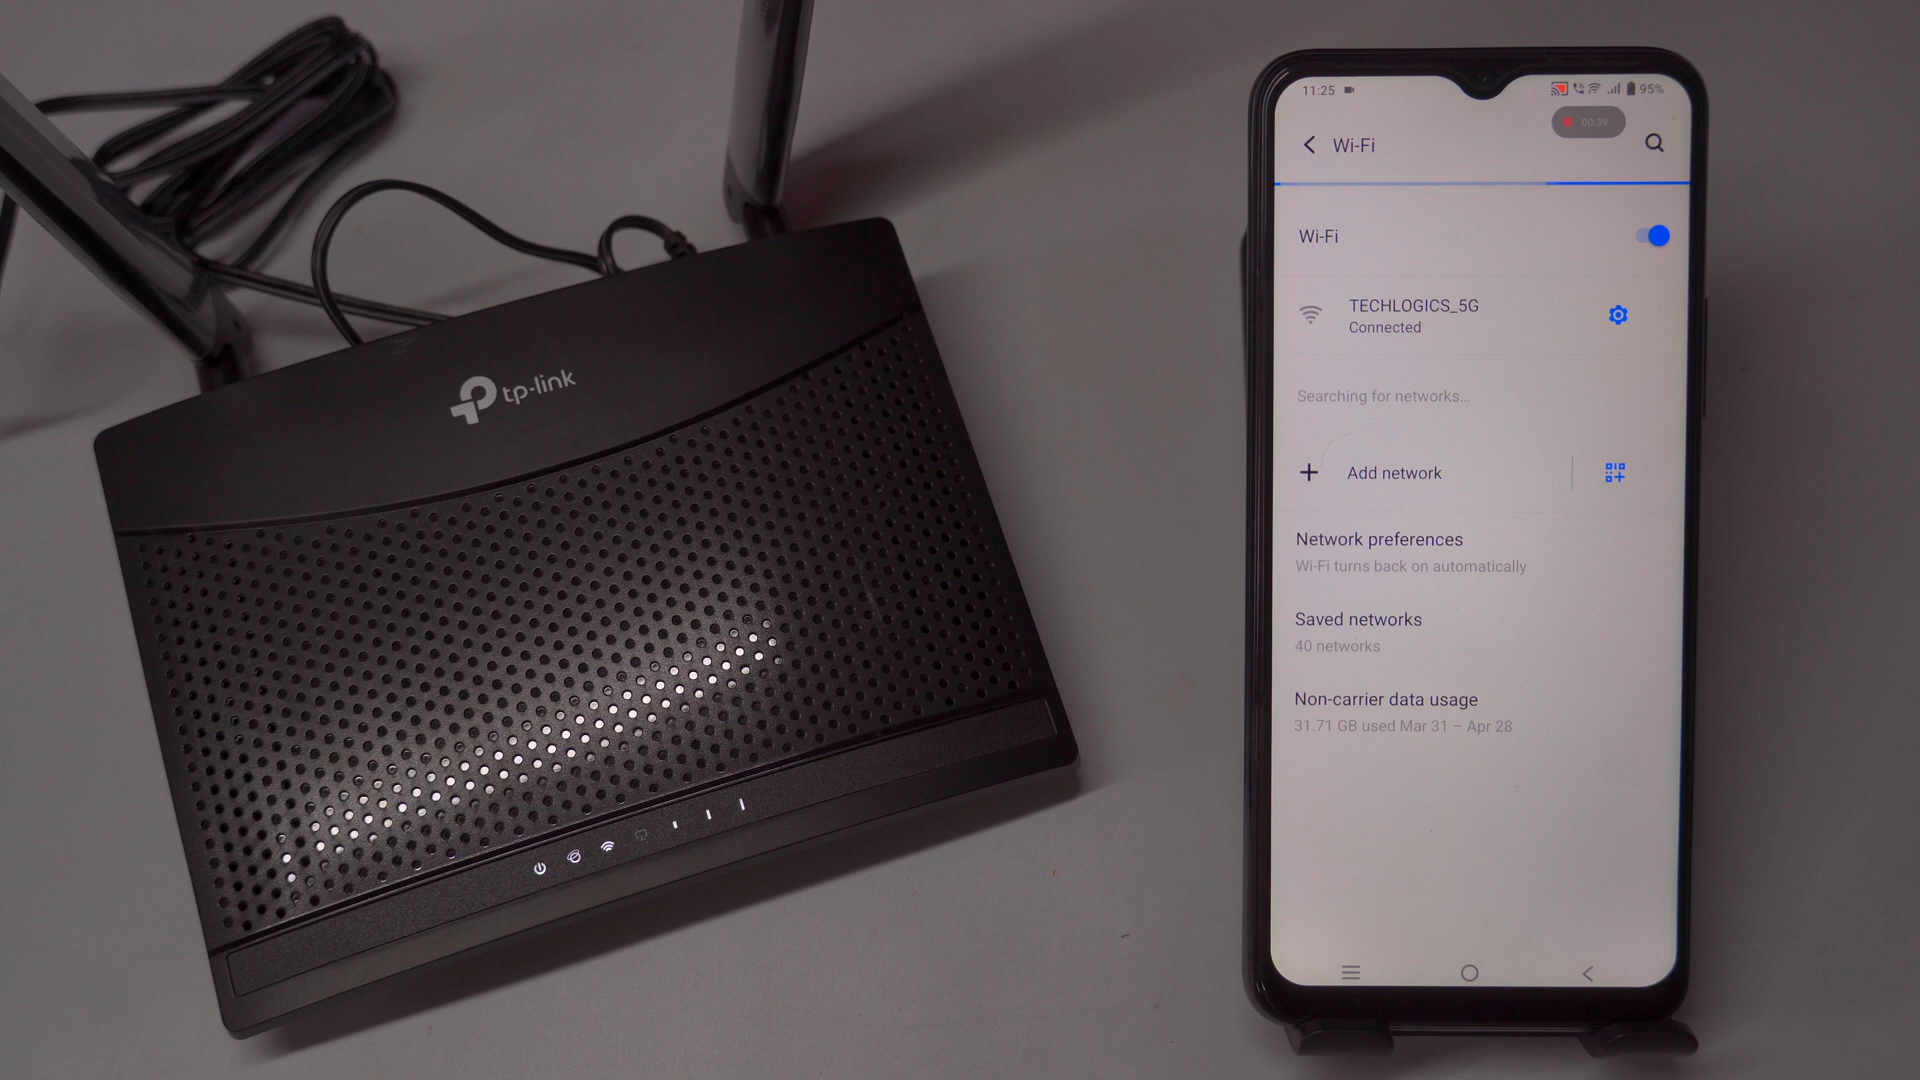 tp-link
11:25
95%
00:39
Wi-Fi
Wi-Fi
TECHLOGICS_5G
Connected
Searching for networks...
Add network
Network preferences
Wi-Fi turns back on automatically
Saved networks
40 networks
Non-carrier data usage
31.71 GB used Mar 31 – Apr 28